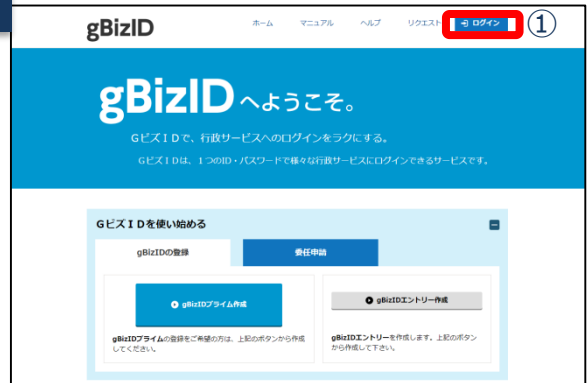 gBizID ホーム マニュアル ヘルプ リクエスト ログイン ①
gBizID へようこそ。
GビズIDで、行政サービスへのログインをラクにする。
GビズIDは、1つのID・パスワードで様々な行政サービスにログインできるサービスです。
GビズIDを使い始める
gBizIDの登録 委任申請
gBizIDプライム作成
gBizIDプライムの登録をご希望の方は、上記のボタンから作成
してください。
gBizIDエントリー作成
gBizIDエントリーを作成します。上記のボタン
から作成して下さい。